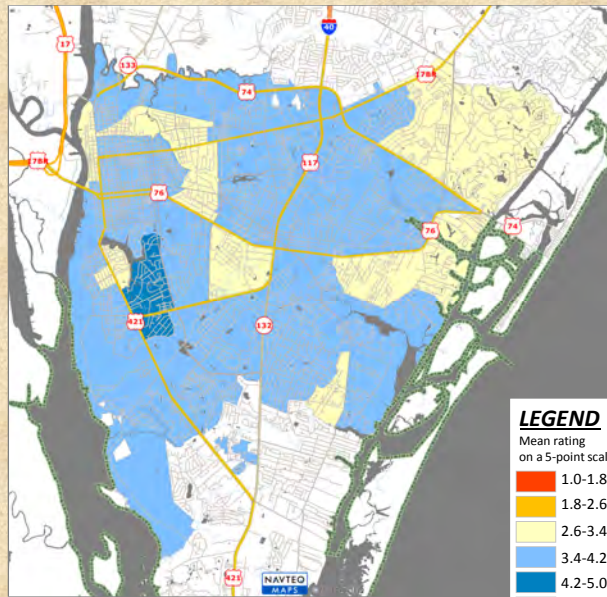 40
17
133
17BR
74
117
17BR
76
76
74
421
132
421
NAVTEQ
MAPS
LEGEND
Mean rating
on a 5-point scal
1.0-1.8
1.8-2.6
2.6-3.4
3.4-4.2
4.2-5.0